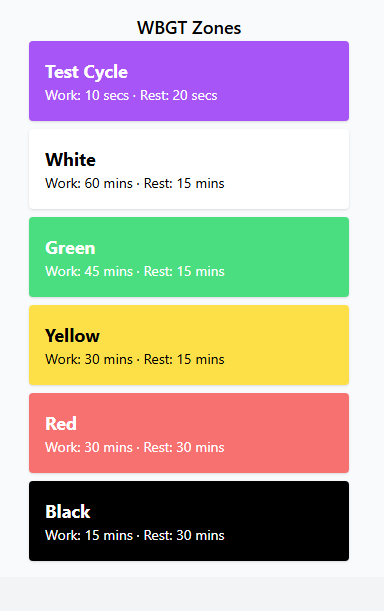 WBGT Zones
Test Cycle
Work: 10 secs · Rest: 20 secs
White
Work: 60 mins · Rest: 15 mins
Green
Work: 45 mins · Rest: 15 mins
Yellow
Work: 30 mins · Rest: 15 mins
Red
Work: 30 mins · Rest: 30 mins
Black
Work: 15 mins · Rest: 30 mins